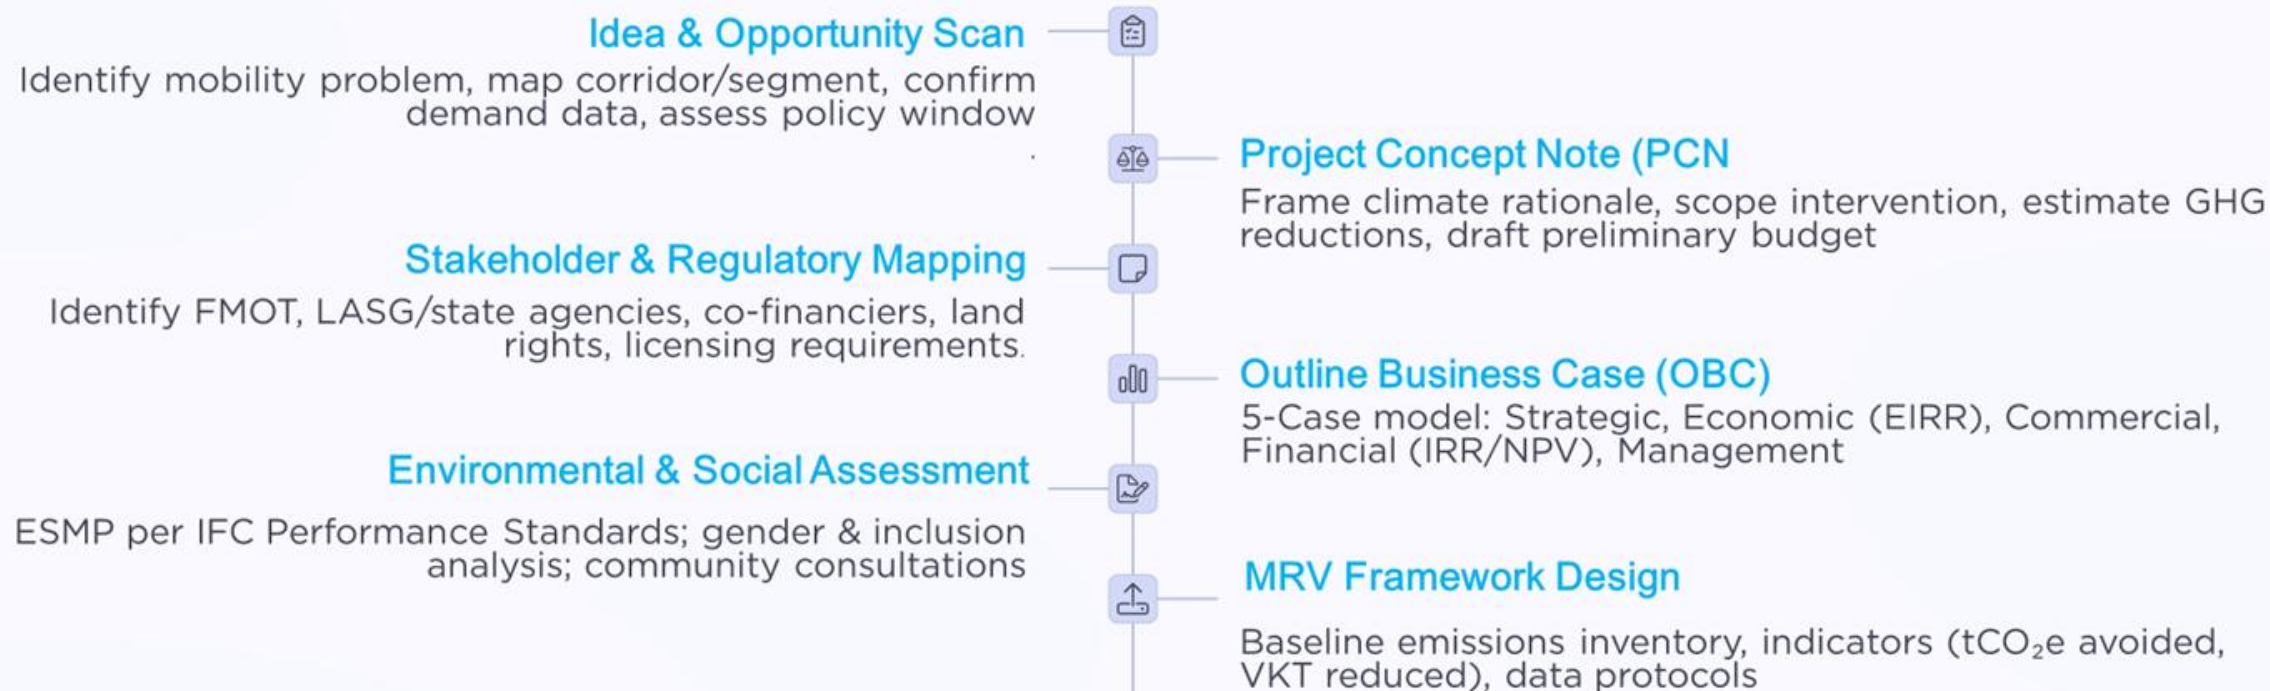 Idea & Opportunity Scan
Identify mobility problem, map corridor/segment, confirm
demand data, assess policy window
.
Project Concept Note (PCN
Frame climate rationale, scope intervention, estimate GHG
reductions, draft preliminary budget
Stakeholder & Regulatory Mapping
Identify FMOT, LASG/state agencies, co-financiers, land
rights, licensing requirements.
Outline Business Case (OBC)
5-Case model: Strategic, Economic (EIRR), Commercial,
Financial (IRR/NPV), Management
Environmental & Social Assessment
ESMP per IFC Performance Standards; gender & inclusion
analysis; community consultations
MRV Framework Design
Baseline emissions inventory, indicators (tCO₂e avoided,
VKT reduced), data protocols